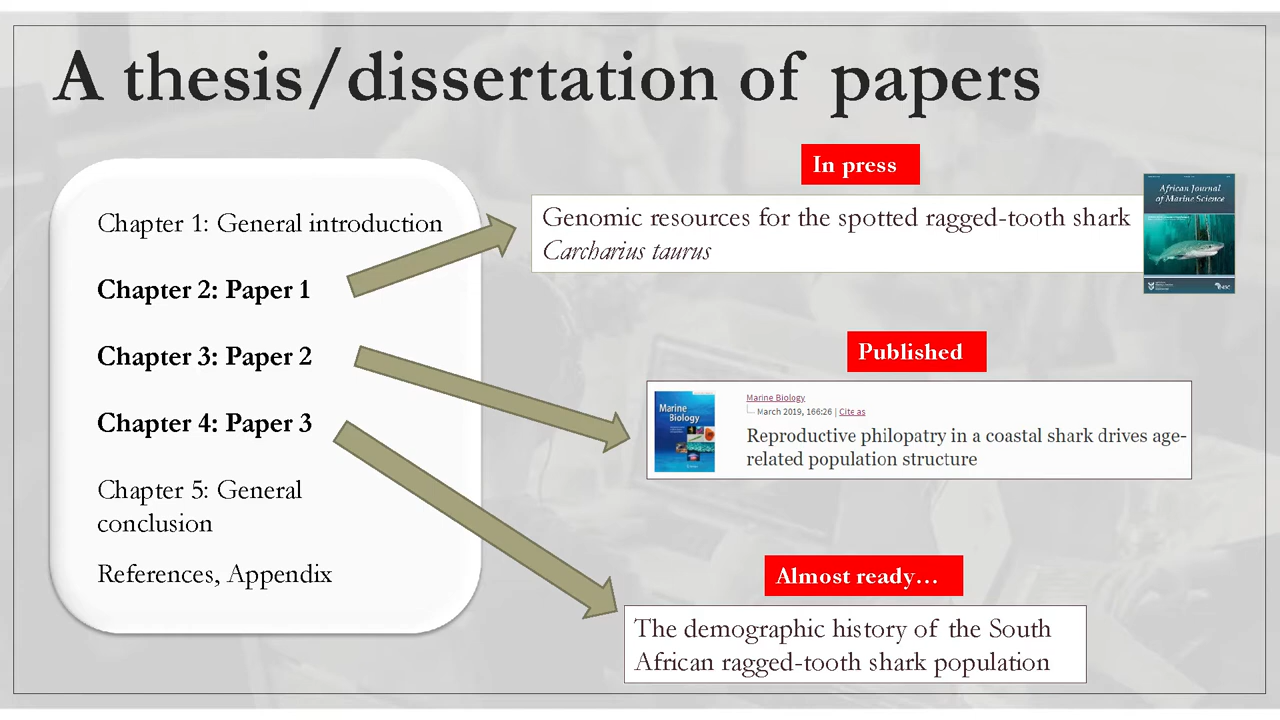 A thesis/dissertation of papers
Chapter 1: General introduction
Chapter 2: Paper 1
Chapter 3: Paper 2
Chapter 4: Paper 3
Chapter 5: General
conclusion
References, Appendix
In press
Genomic resources for the spotted ragged-tooth shark
Carcharius taurus
African Journal
of Marine Science
Published
Marine
Biology
Marine Biology
March 2019, 166:26 | Cite as
Reproductive philopatry in a coastal shark drives age-
related population structure
Almost ready…
The demographic history of the South
African ragged-tooth shark population